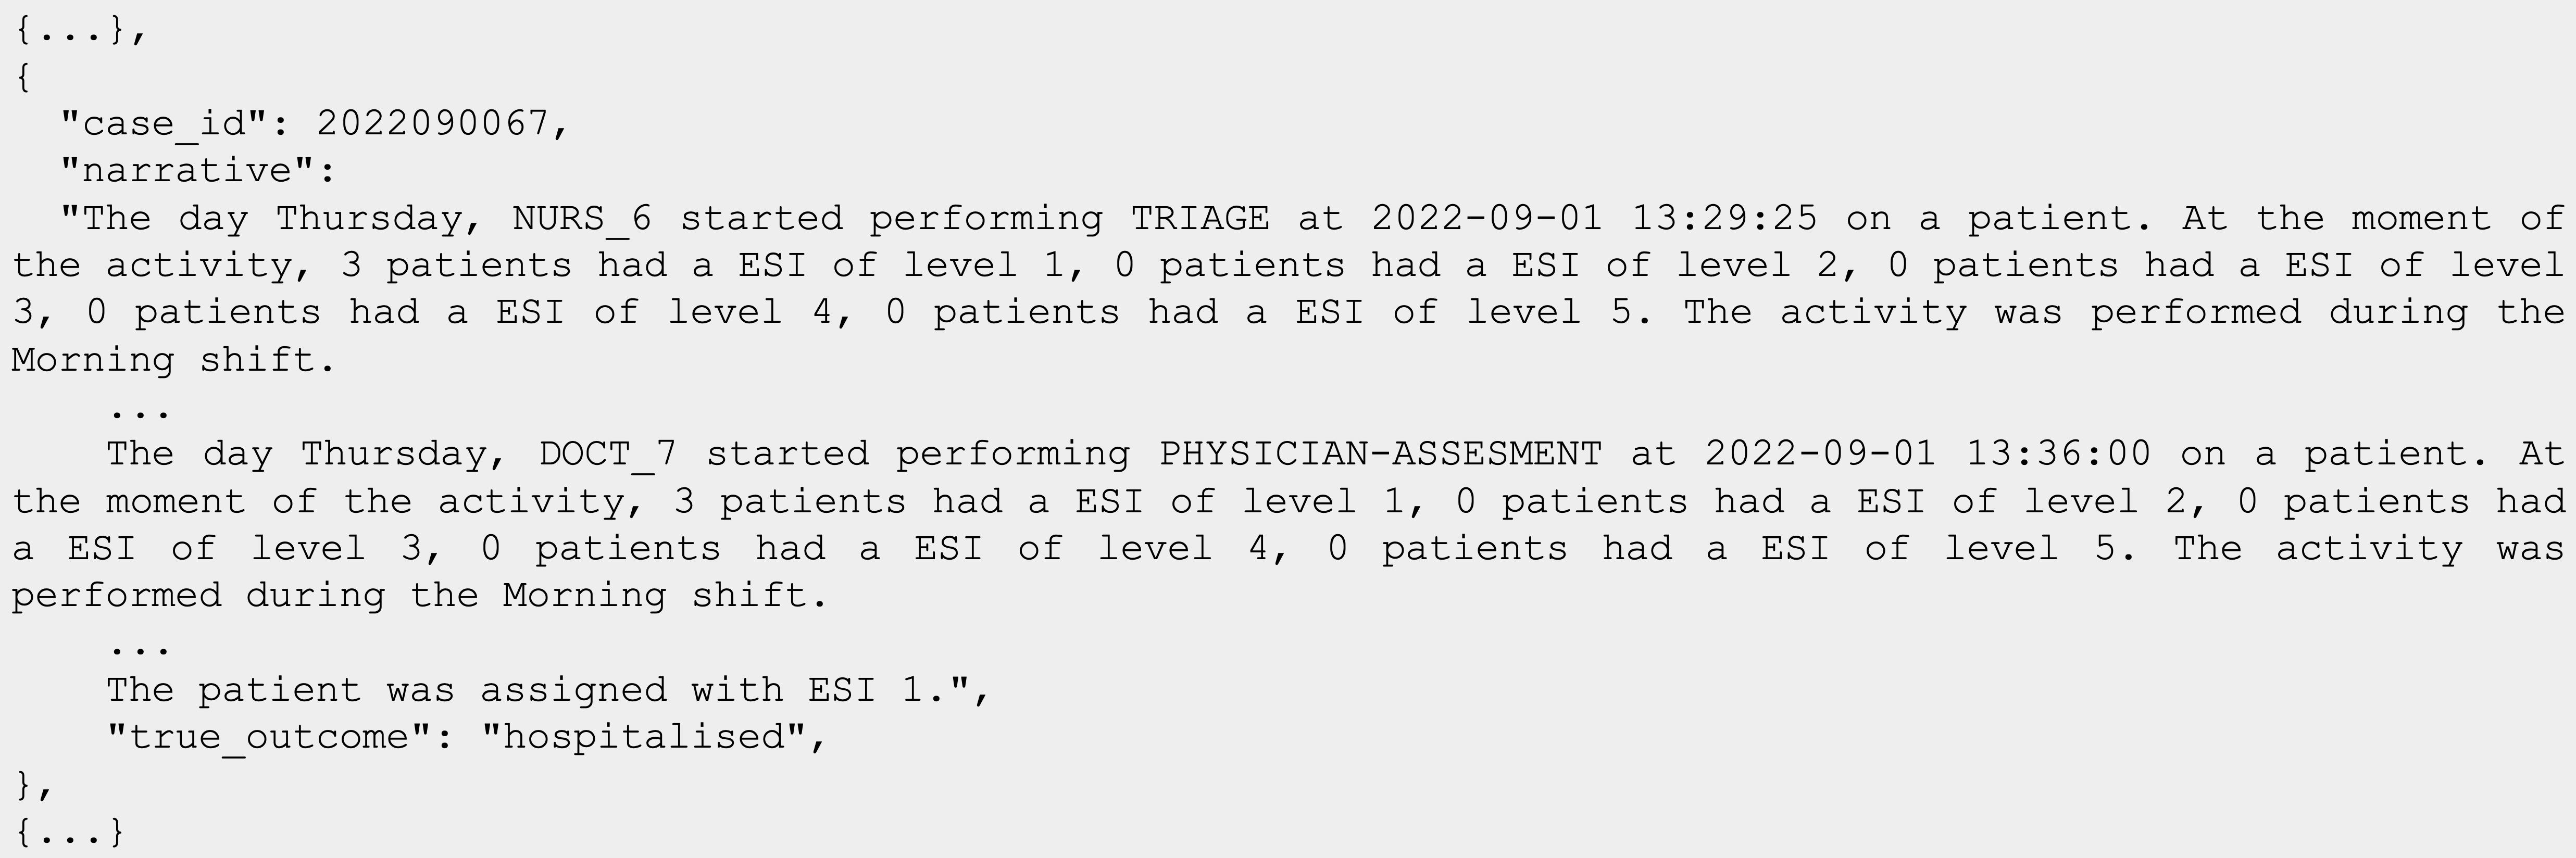 {...},
{
"case_id": 2022090067,
"narrative":
"The day Thursday, NURS_6 started performing TRIAGE at 2022-09-01 13:29:25 on a patient. At the moment of
the activity, 3 patients had a ESI of level 1, 0 patients had a ESI of level 2, 0 patients had a ESI of level
3, 0 patients had a ESI of level 4, 0 patients had a ESI of level 5. The activity was performed during the
Morning shift.
...
The day Thursday, DOCT_7 started performing PHYSICIAN-ASSESMENT at 2022-09-01 13:36:00 on a patient. At
the moment of the activity, 3 patients had a ESI of level 1, 0 patients had a ESI of level 2, 0 patients had
a ESI of level 3, 0 patients had a ESI of level 4, 0 patients had a ESI of level 5. The activity was
performed during the Morning shift.
...
The patient was assigned with ESI 1.",
"true_outcome": "hospitalised",
},
{...}